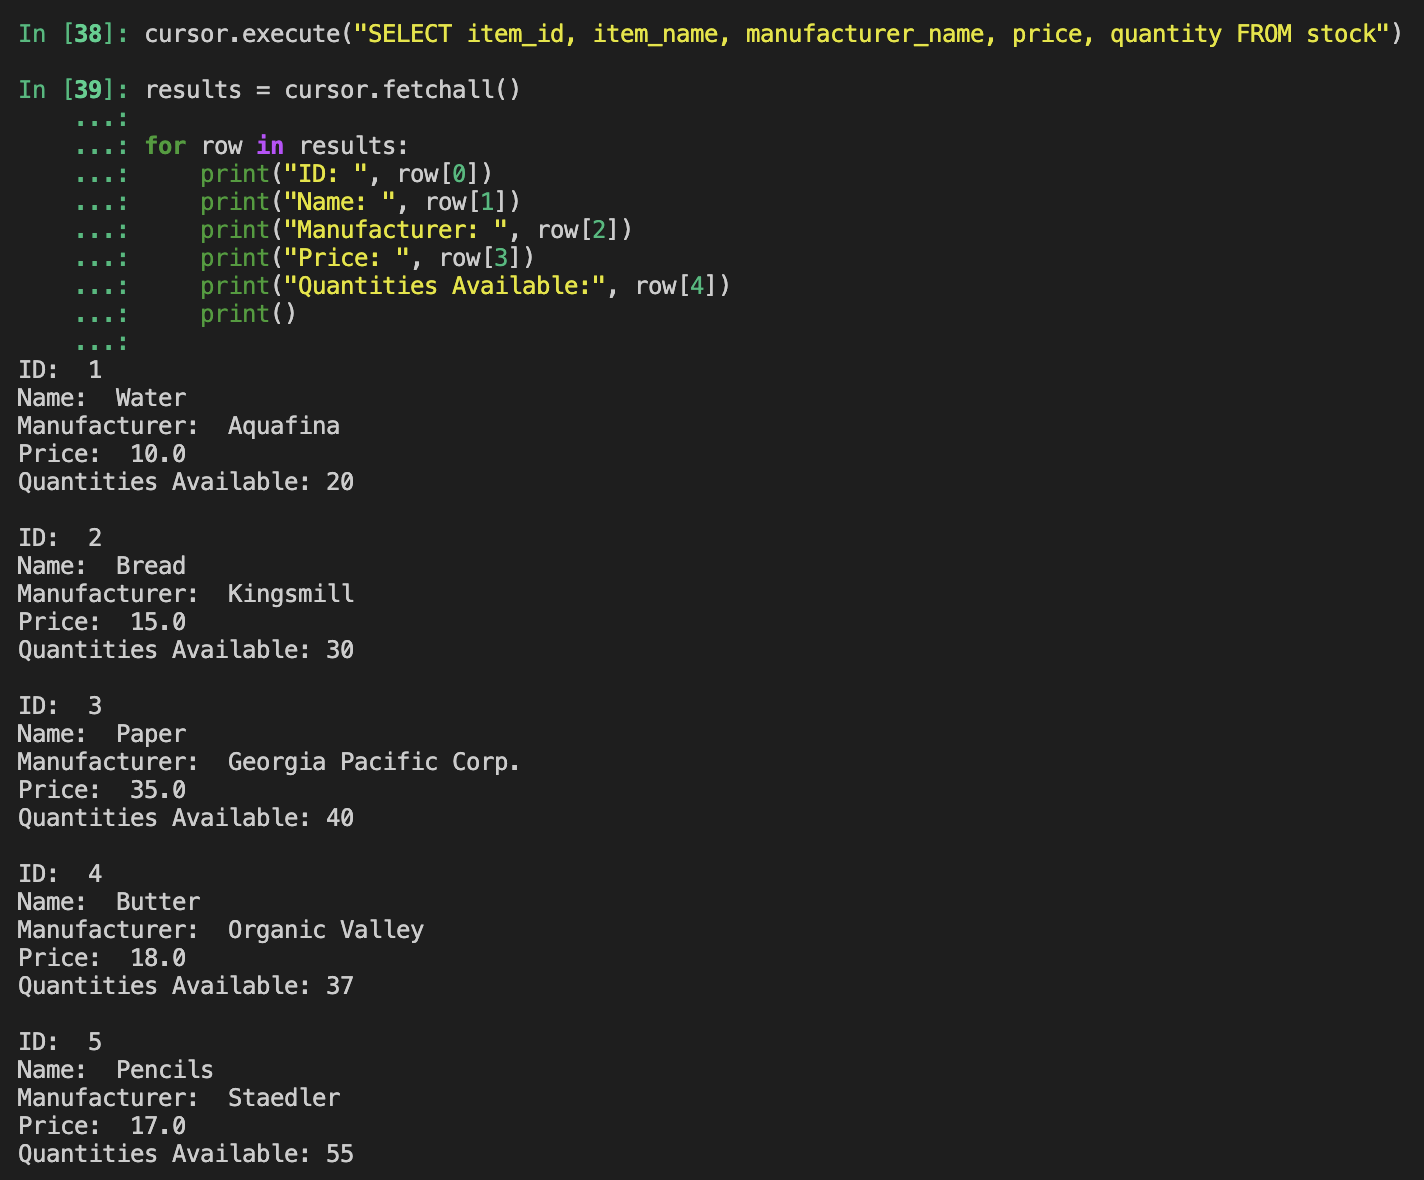 In [38]: cursor.execute("SELECT item_id, item_name, manufacturer_name, price, quantity FROM stock")
In [39]: results = cursor.fetchall()
...:
...: for row in results:
...:     print("ID: ", row[0])
...:     print("Name: ", row[1])
...:     print("Manufacturer: ", row[2])
...:     print("Price: ", row[3])
...:     print("Quantities Available:", row[4])
...:     print()
...:
ID:  1
Name:  Water
Manufacturer:  Aquafina
Price:  10.0
Quantities Available: 20
ID:  2
Name:  Bread
Manufacturer:  Kingsmill
Price:  15.0
Quantities Available: 30
ID:  3
Name:  Paper
Manufacturer:  Georgia Pacific Corp.
Price:  35.0
Quantities Available: 40
ID:  4
Name:  Butter
Manufacturer:  Organic Valley
Price:  18.0
Quantities Available: 37
ID:  5
Name:  Pencils
Manufacturer:  Staedler
Price:  17.0
Quantities Available: 55